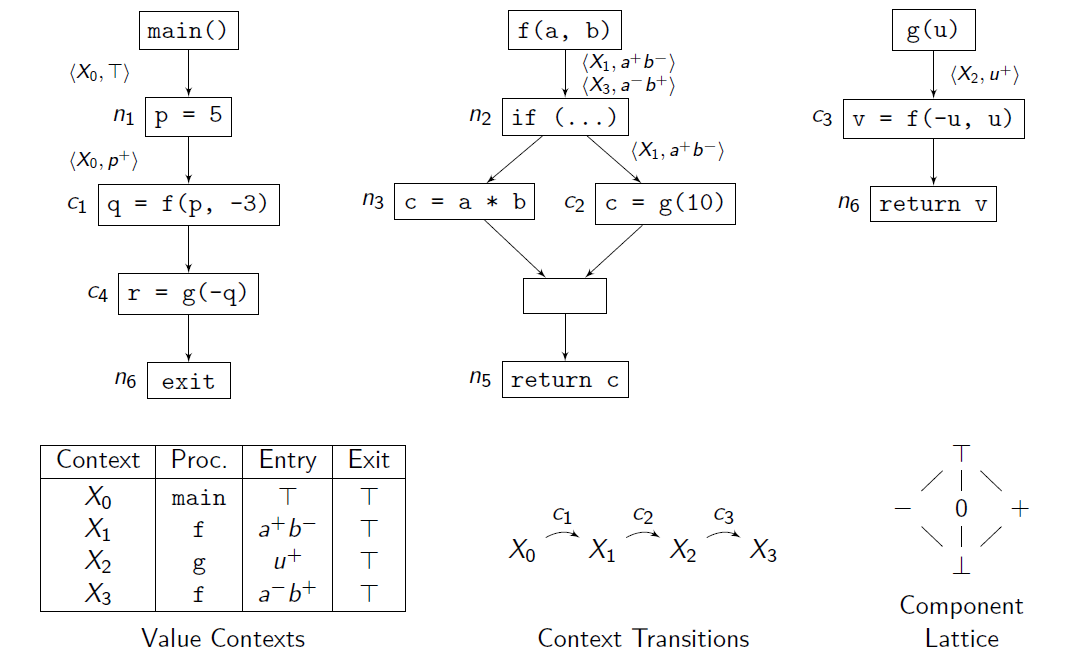 main()
⟨X₀, ⊤⟩
n₁ p = 5
⟨X₀, p⁺⟩
c₁ q = f(p, -3)
c₄ r = g(-q)
n₆ exit
f(a, b)
⟨X₁, a⁺b⁻⟩
⟨X₃, a⁻b⁺⟩
n₂ if (...)
⟨X₁, a⁺b⁻⟩
n₃ c = a * b
c₂ c = g(10)
n₅ return c
g(u)
⟨X₂, u⁺⟩
c₃ v = f(-u, u)
n₆ return v
Context Proc. Entry Exit
X₀ main ⊤ ⊤
X₁ f a⁺b⁻ ⊤
X₂ g u⁺ ⊤
X₃ f a⁻b⁺ ⊤
Value Contexts
c₁ c₂ c₃
X₀ X₁ X₂ X₃
Context Transitions
⊤
− 0 +
⊥
Component
Lattice